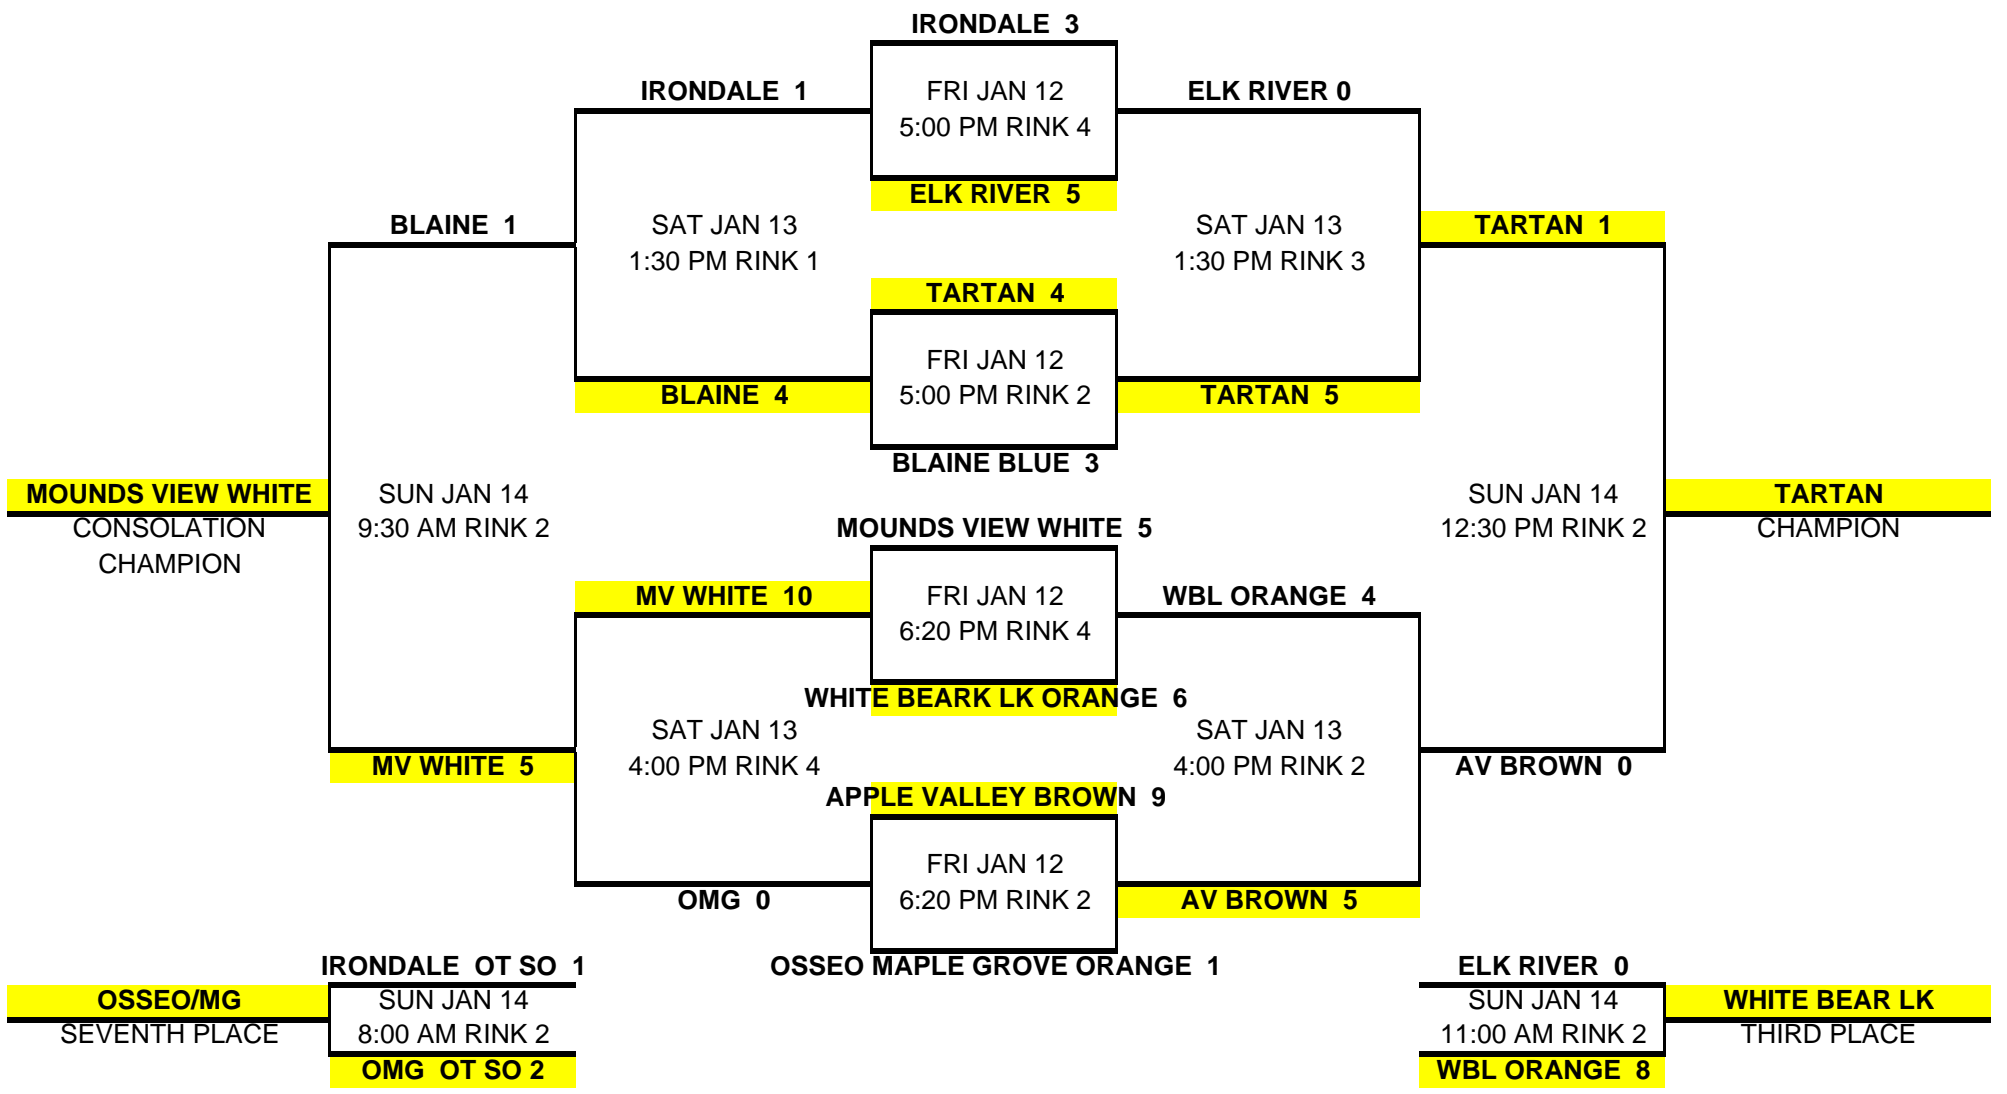 IRONDALE 3
IRONDALE 1
FRI JAN 12
5:00 PM RINK 4
ELK RIVER 0
ELK RIVER 5
BLAINE 1
SAT JAN 13
1:30 PM RINK 1
SAT JAN 13
1:30 PM RINK 3
TARTAN 1
TARTAN 4
FRI JAN 12
5:00 PM RINK 2
BLAINE 4
TARTAN 5
BLAINE BLUE 3
MOUNDS VIEW WHITE
CONSOLATION
CHAMPION
SUN JAN 14
9:30 AM RINK 2
SUN JAN 14
12:30 PM RINK 2
TARTAN
CHAMPION
MOUNDS VIEW WHITE 5
MV WHITE 10
FRI JAN 12
6:20 PM RINK 4
WBL ORANGE 4
WHITE BEARK LK ORANGE 6
SAT JAN 13
4:00 PM RINK 4
SAT JAN 13
4:00 PM RINK 2
MV WHITE 5
AV BROWN 0
APPLE VALLEY BROWN 9
FRI JAN 12
6:20 PM RINK 2
OMG 0
AV BROWN 5
OSSEO MAPLE GROVE ORANGE 1
IRONDALE OT SO 1
OSSEO/MG
SEVENTH PLACE
SUN JAN 14
8:00 AM RINK 2
OMG OT SO 2
ELK RIVER 0
SUN JAN 14
11:00 AM RINK 2
WHITE BEAR LK
THIRD PLACE
WBL ORANGE 8